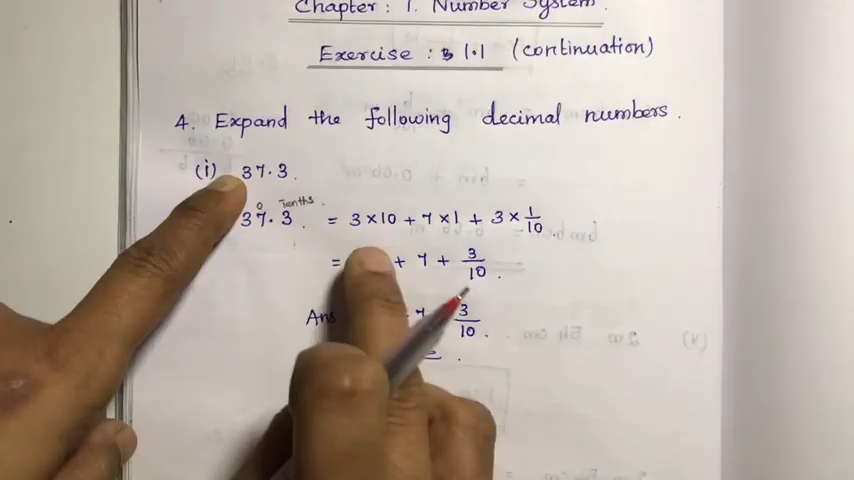 Chapter : 1. Number System
Exercise : 1.1 (continuation)
4. Expand the following decimal numbers.
(i) 37.3.
o Tenths.
37.3. = 3×10 + 7×1 + 3× 1/10.
= + 7 + 3/10.
Ans 7 3/10.